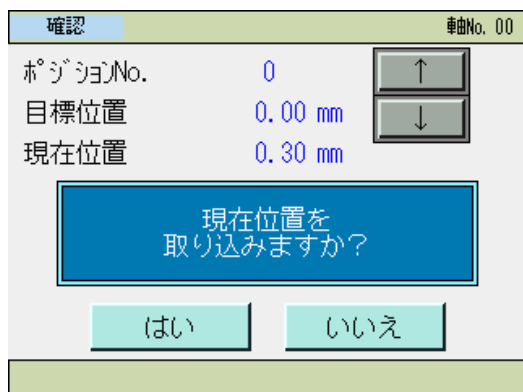 確認 軸No. 00
ポジションNo. 0 ↑
目標位置 0.00 mm ↓
現在位置 0.30 mm
現在位置を
取り込みますか?
はい いいえ